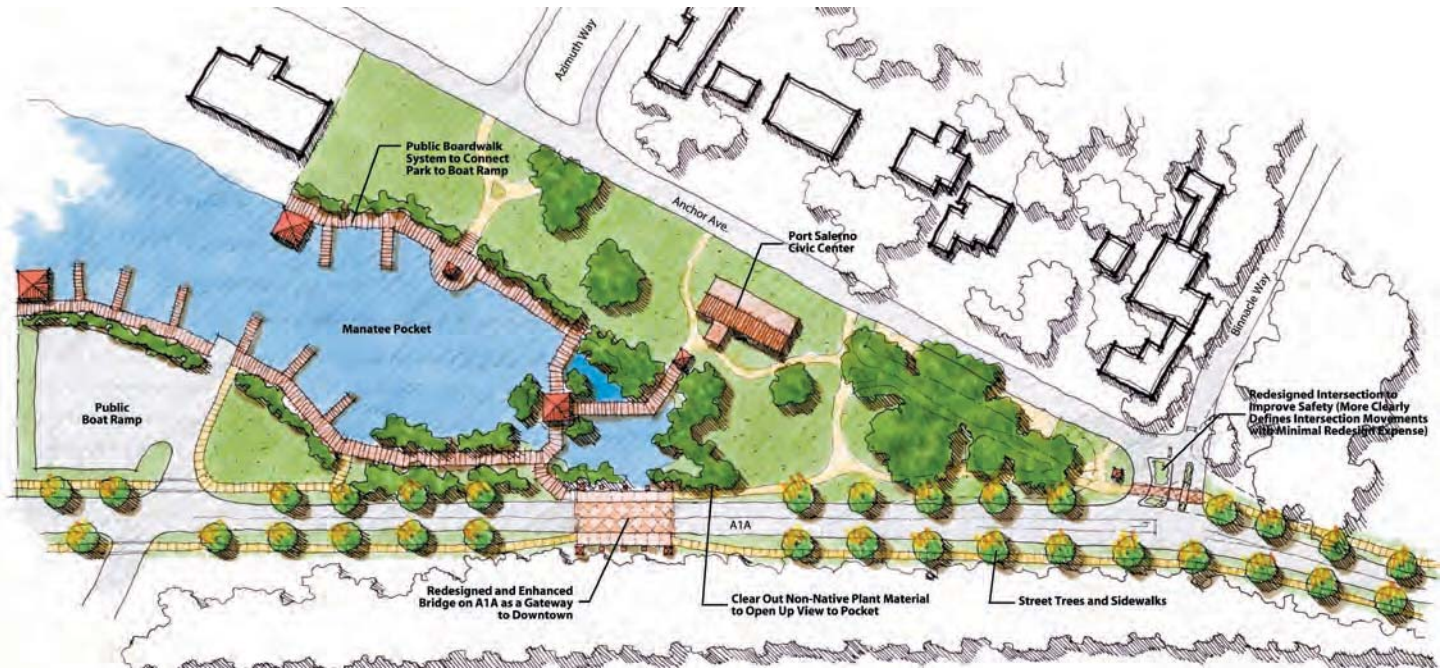 Azimuth Way
Public Boardwalk
System to Connect
Park to Boat Ramp
Anchor Ave.
Port Salerno
Civic Center
Manatee Pocket
Binnacle Way
Public
Boat Ramp
Redesigned Intersection to
Improve Safety (More Clearly
Defines Intersection Movements
with Minimal Redesign Expense)
A1A
Redesigned and Enhanced
Bridge on A1A as a Gateway
to Downtown
Clear Out Non-Native Plant Material
to Open Up View to Pocket
Street Trees and Sidewalks